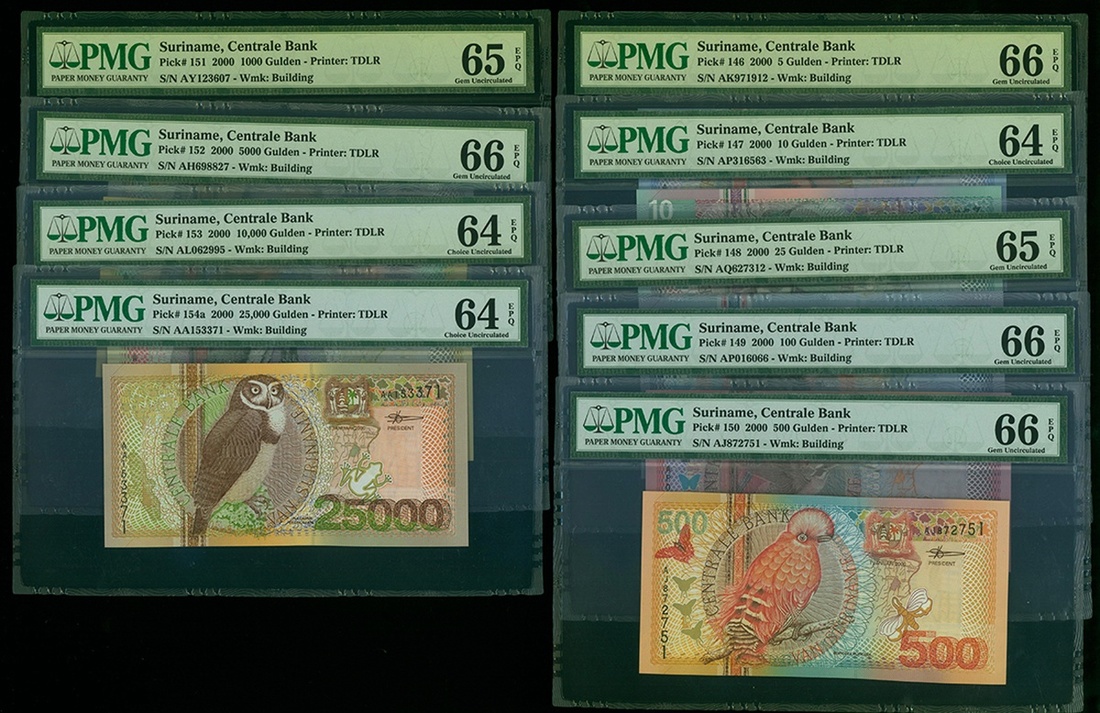 PMG
PAPER MONEY GUARANTY
Suriname, Centrale Bank
Pick# 151 2000 1000 Gulden - Printer: TDLR
S/N AY123607 - Wmk: Building
65 EPQ
Gem Uncirculated
PMG
PAPER MONEY GUARANTY
Suriname, Centrale Bank
Pick# 152 2000 5000 Gulden - Printer: TDLR
S/N AH698827 - Wmk: Building
66 EPQ
Gem Uncirculated
PMG
PAPER MONEY GUARANTY
Suriname, Centrale Bank
Pick# 153 2000 10,000 Gulden - Printer: TDLR
S/N AL062995 - Wmk: Building
64 EPQ
Choice Uncirculated
PMG
PAPER MONEY GUARANTY
Suriname, Centrale Bank
Pick# 154a 2000 25,000 Gulden - Printer: TDLR
S/N AA153371 - Wmk: Building
64 EPQ
Choice Uncirculated
CENTRALE BANK
VAN SURINAME
AA153371
AA153371
PRESIDENT
25000
PMG
PAPER MONEY GUARANTY
Suriname, Centrale Bank
Pick# 146 2000 5 Gulden - Printer: TDLR
S/N AK971912 - Wmk: Building
66 EPQ
Gem Uncirculated
PMG
PAPER MONEY GUARANTY
Suriname, Centrale Bank
Pick# 147 2000 10 Gulden - Printer: TDLR
S/N AP316563 - Wmk: Building
64 EPQ
Choice Uncirculated
10
PMG
PAPER MONEY GUARANTY
Suriname, Centrale Bank
Pick# 148 2000 25 Gulden - Printer: TDLR
S/N AQ627312 - Wmk: Building
65 EPQ
Gem Uncirculated
PMG
PAPER MONEY GUARANTY
Suriname, Centrale Bank
Pick# 149 2000 100 Gulden - Printer: TDLR
S/N AP016066 - Wmk: Building
66 EPQ
Gem Uncirculated
PMG
PAPER MONEY GUARANTY
Suriname, Centrale Bank
Pick# 150 2000 500 Gulden - Printer: TDLR
S/N AJ872751 - Wmk: Building
66 EPQ
Gem Uncirculated
500
CENTRALE BANK
VAN SURINAME
AJ872751
AJ872751
PRESIDENT
500